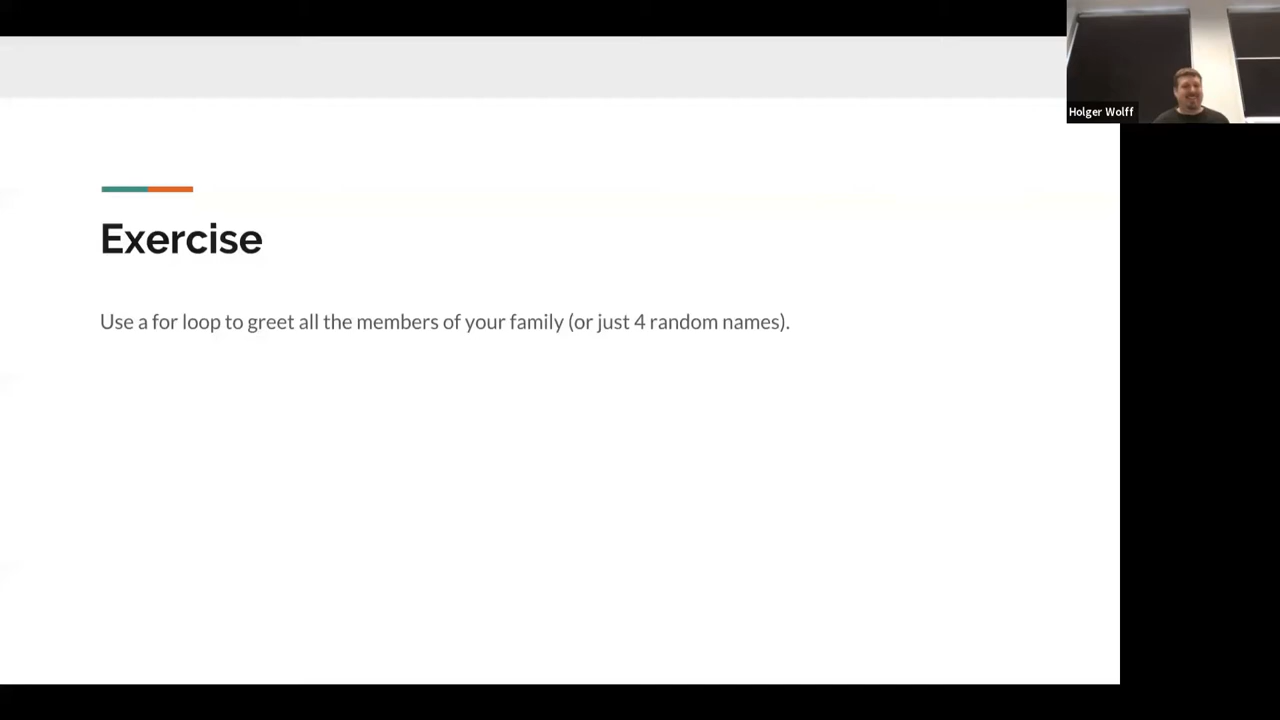 Holger Wolff
Exercise
Use a for loop to greet all the members of your family (or just 4 random names).